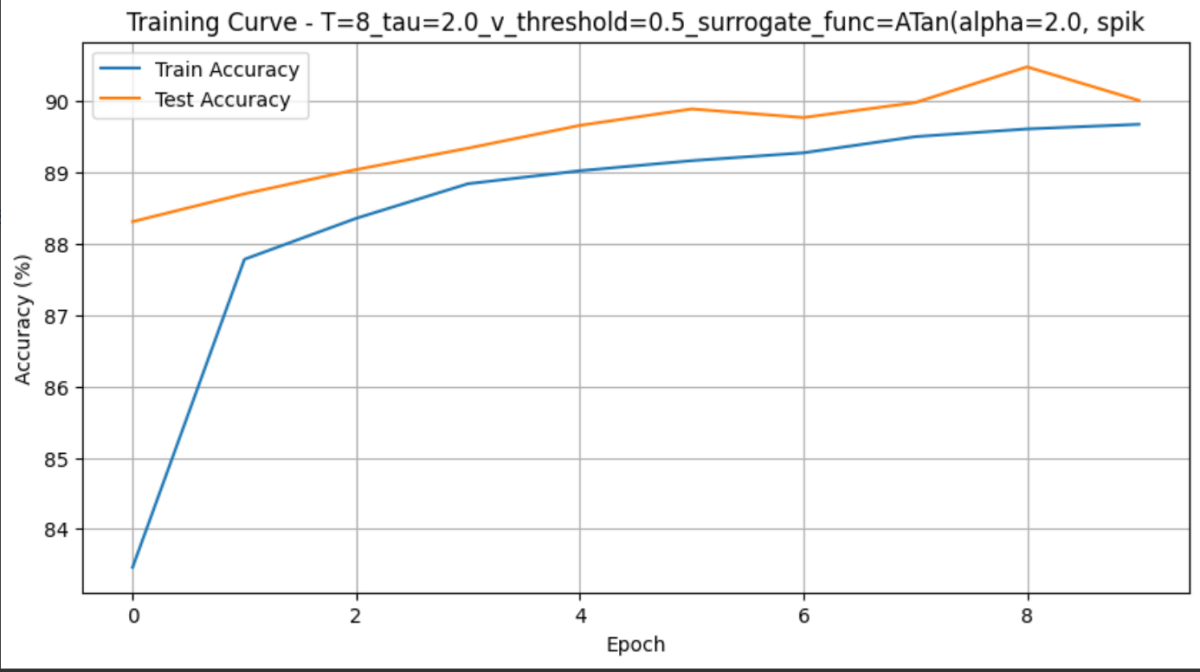 Training Curve - T=8_tau=2.0_v_threshold=0.5_surrogate_func=ATan(alpha=2.0, spik
Train Accuracy
Test Accuracy
Accuracy (%)
90
89
88
87
86
85
84
0 2 4 6 8
Epoch